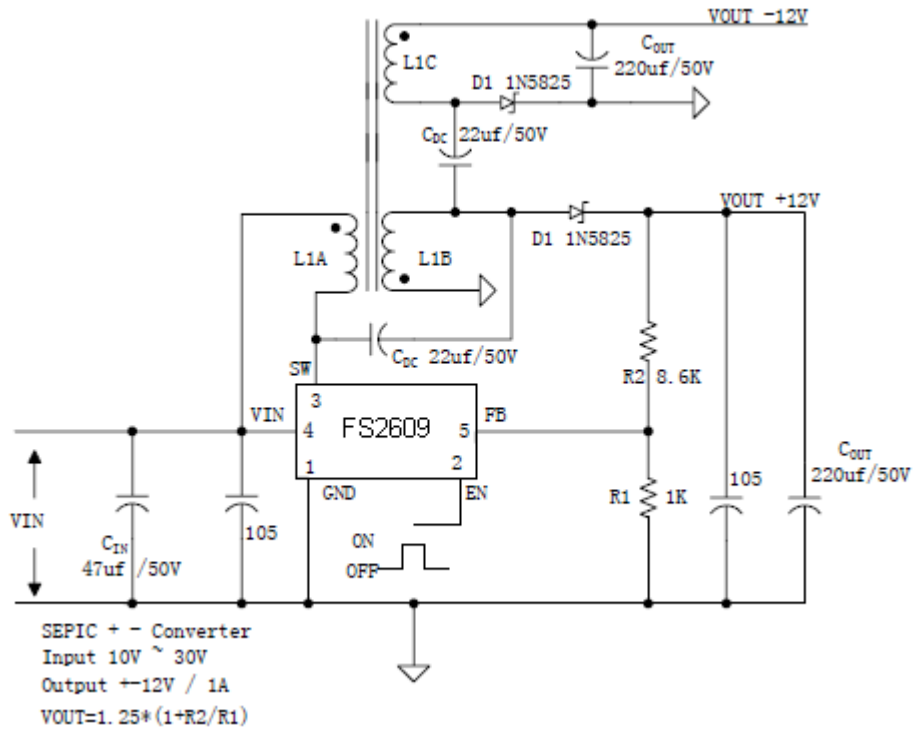 VOUT -12V
COUT
220uf/50V
L1C
D1 1N5825
CDC 22uf/50V
VOUT +12V
D1 1N5825
L1A
L1B
CDC 22uf/50V
SW
R2 8.6K
3
VIN
4
FS2609
5
FB
1
2
GND
EN
COUT
220uf/50V
R1
1K
105
VIN
CIN
47uf /50V
105
ON
OFF
SEPIC + - Converter
Input 10V ~ 30V
Output +-12V / 1A
VOUT=1.25*(1+R2/R1)